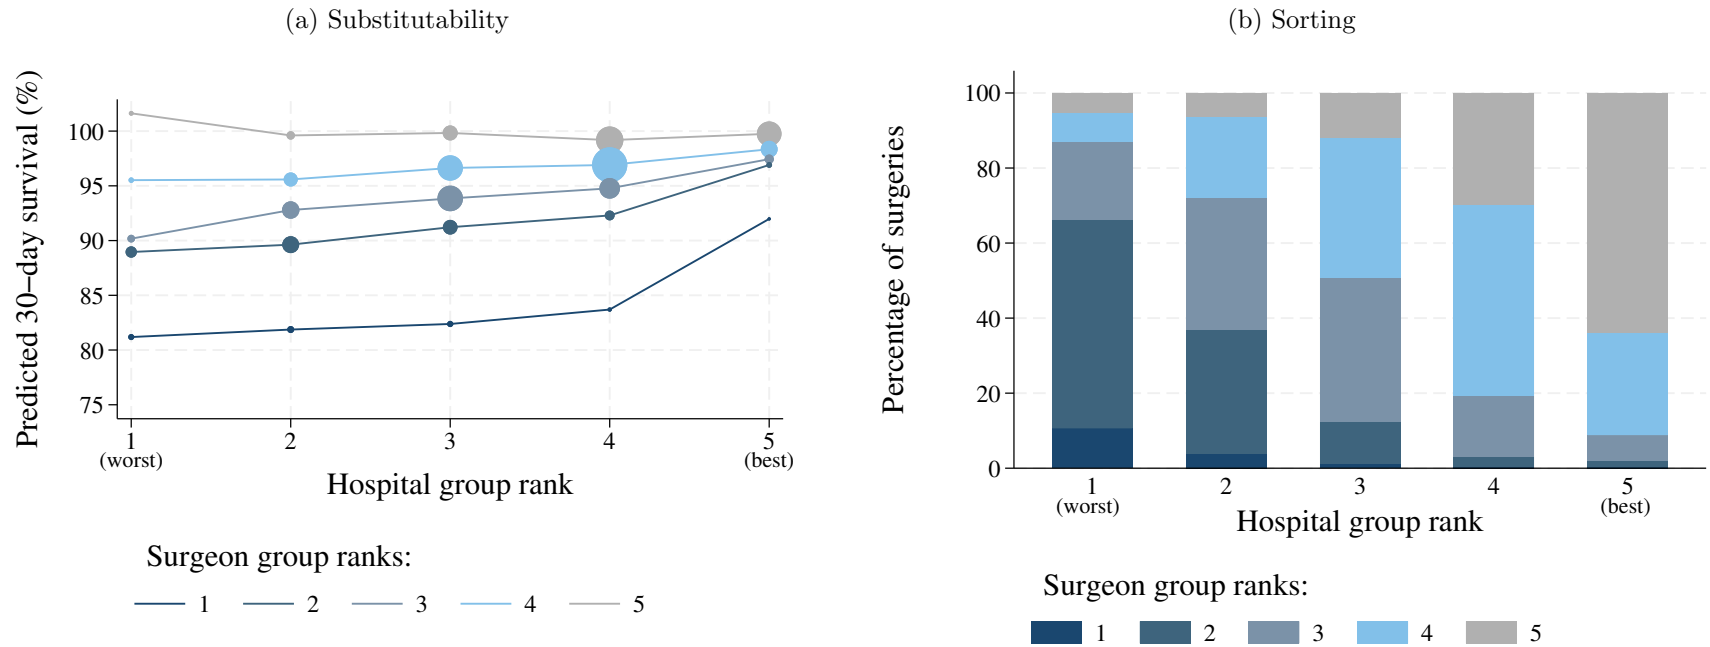 (a) Substitutability
Predicted 30–day survival (%)
100
95
90
85
80
75
1 2 3 4 5
(worst) (best)
Hospital group rank
Surgeon group ranks:
1 2 3 4 5
(b) Sorting
Percentage of surgeries
100
80
60
40
20
0
1 2 3 4 5
(worst) (best)
Hospital group rank
Surgeon group ranks:
1 2 3 4 5